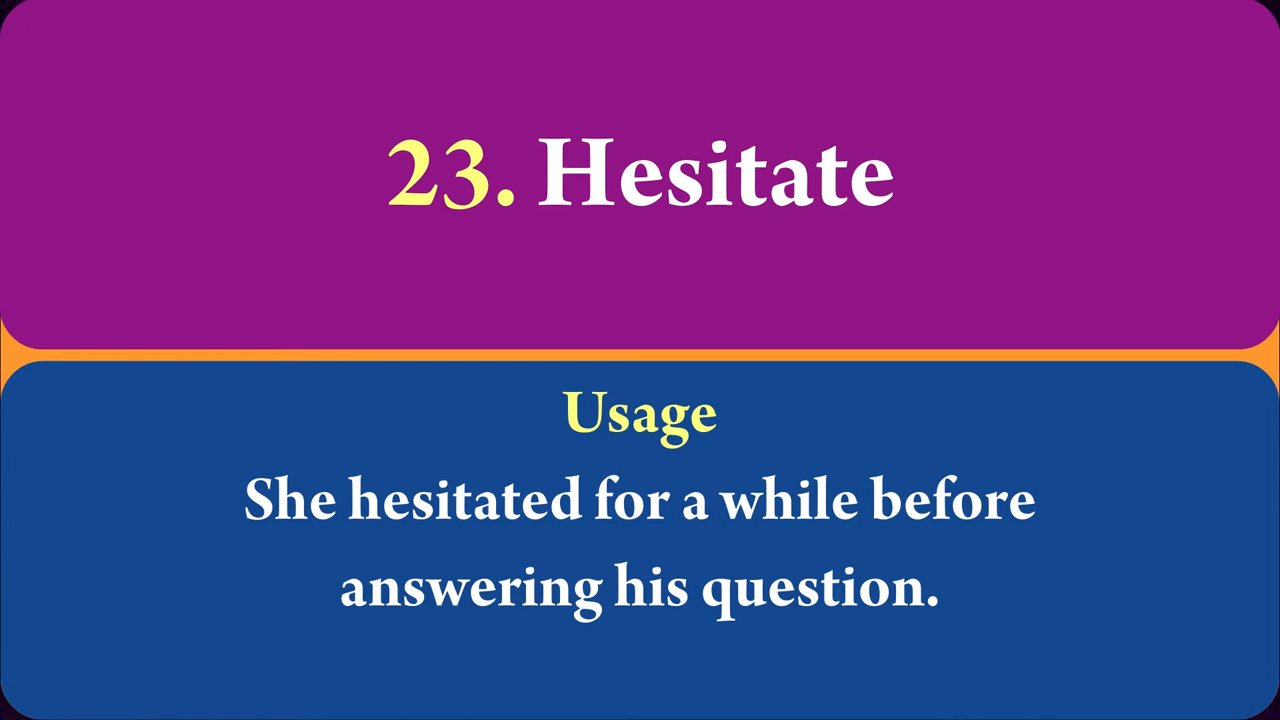 23. Hesitate
Usage
She hesitated for a while before
answering his question.